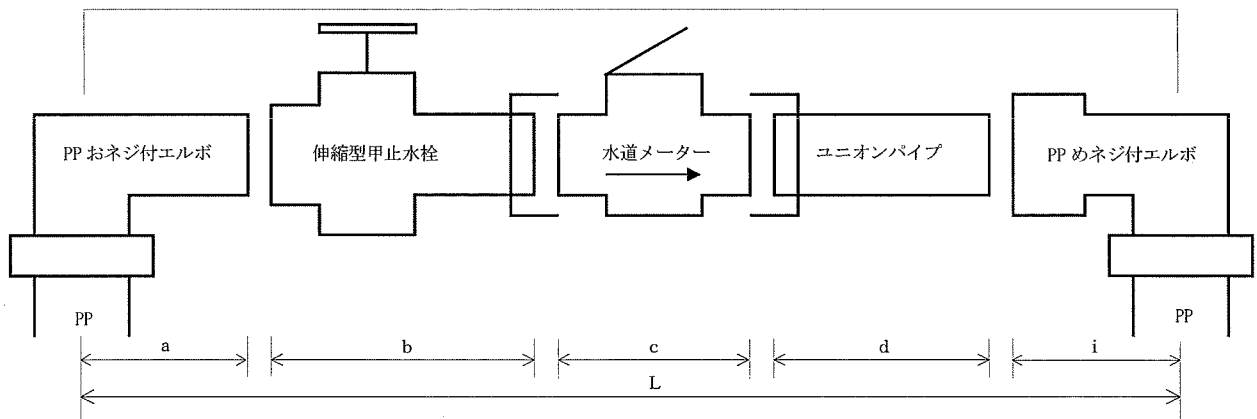 PP おネジ付エルボ
伸縮型甲止水栓
水道メーター
ユニオンパイプ
PP めネジ付エルボ
PP
PP
a
b
c
d
i
L